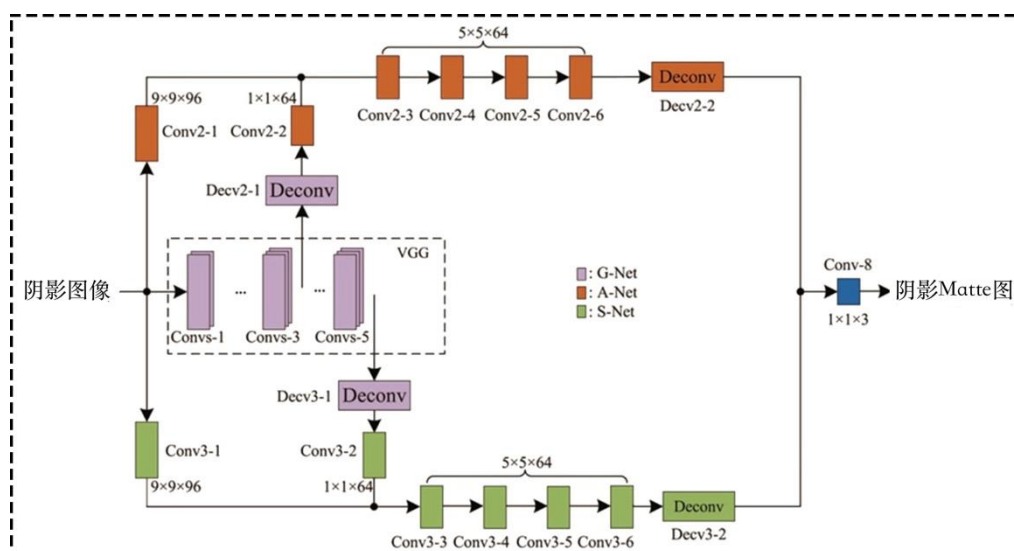 5×5×64
Deconv
Conv2-3 Conv2-4 Conv2-5 Conv2-6
Decv2-2
9×9×96
1×1×64
Conv2-1
Conv2-2
Decv2-1
Deconv
VGG
阴影图像
...
...
Convs-1
Convs-3
Convs-5
: G-Net
: A-Net
: S-Net
Conv-8
阴影Matte图
1×1×3
Decv3-1
Deconv
Conv3-1
Conv3-2
9×9×96
1×1×64
5×5×64
Deconv
Conv3-3 Conv3-4 Conv3-5 Conv3-6
Decv3-2